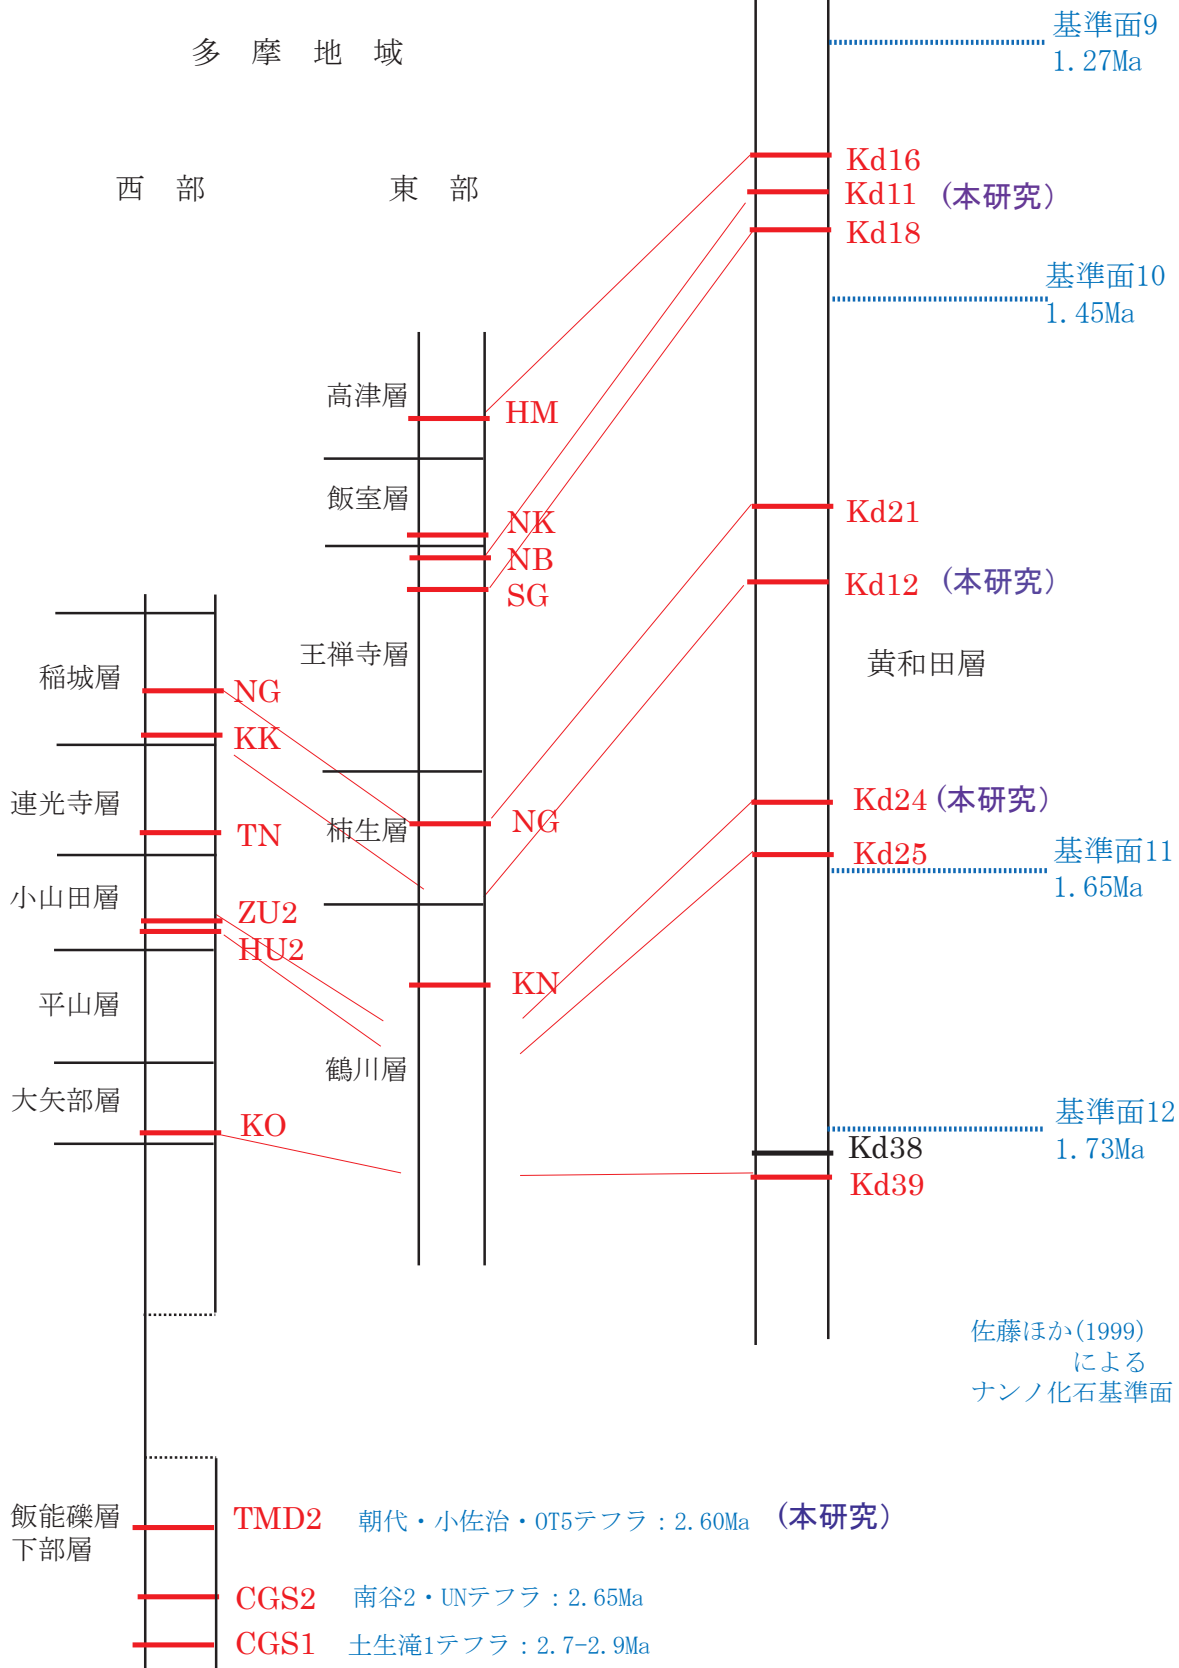 多摩地域
西部
東部
基準面9
1.27Ma
Kd16
Kd11 (本研究)
Kd18
基準面10
1.45Ma
高津層
HM
飯室層
NK
NB
SG
王禅寺層
Kd21
Kd12 (本研究)
黄和田層
稲城層
NG
KK
連光寺層
TN
柿生層
NG
Kd24 (本研究)
Kd25
基準面11
1.65Ma
小山田層
ZU2
HU2
平山層
KN
鶴川層
大矢部層
KO
基準面12
1.73Ma
Kd38
Kd39
佐藤ほか(1999)
による
ナンノ化石基準面
飯能礫層
下部層
TMD2 朝代・小佐治・OT5テフラ：2.60Ma (本研究)
CGS2 南谷2・UNテフラ：2.65Ma
CGS1 土生滝1テフラ：2.7-2.9Ma